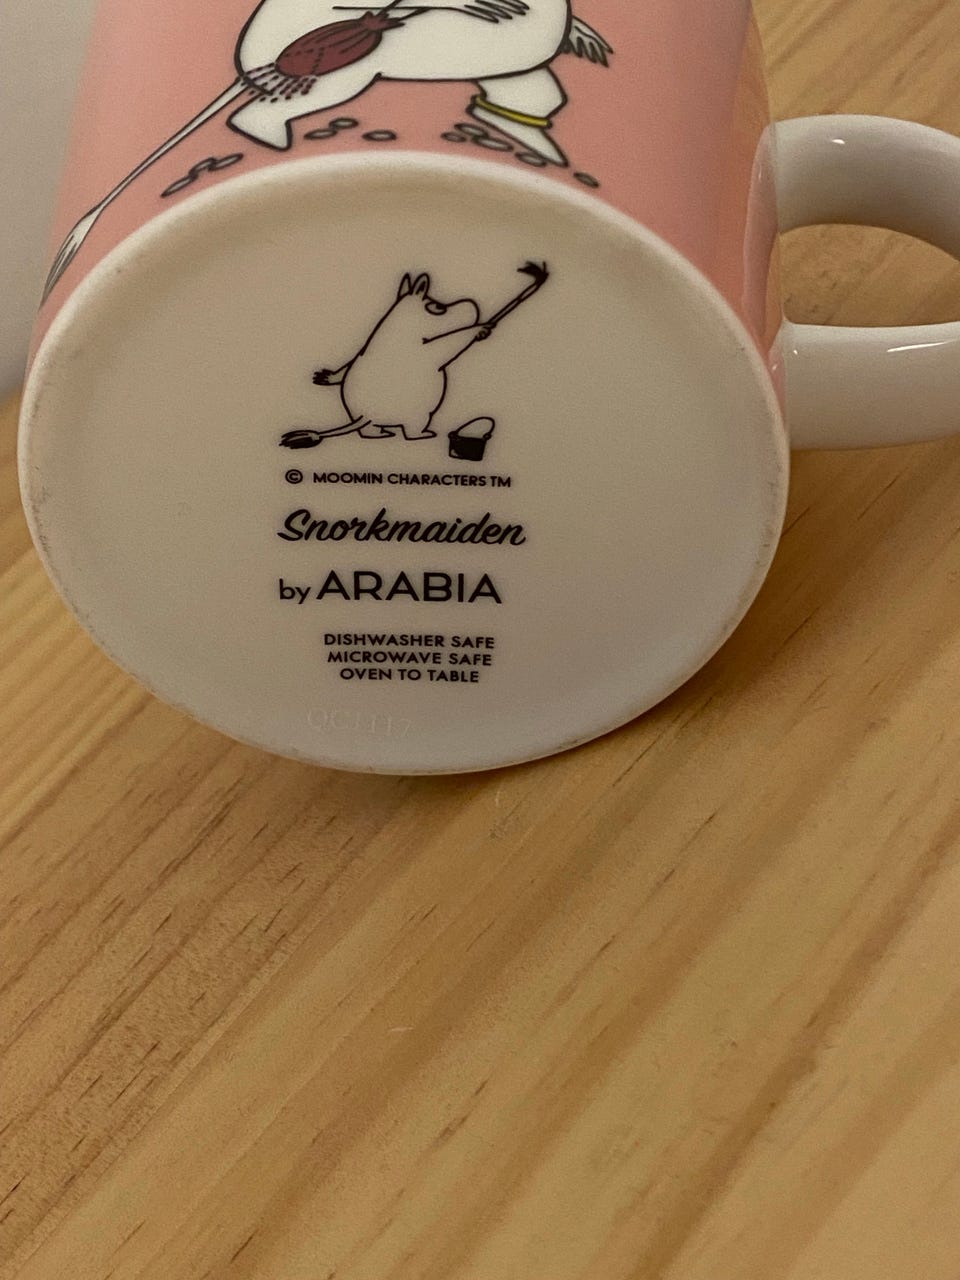 © MOOMIN CHARACTERS TM
Snorkmaiden
by ARABIA
DISHWASHER SAFE
MICROWAVE SAFE
OVEN TO TABLE